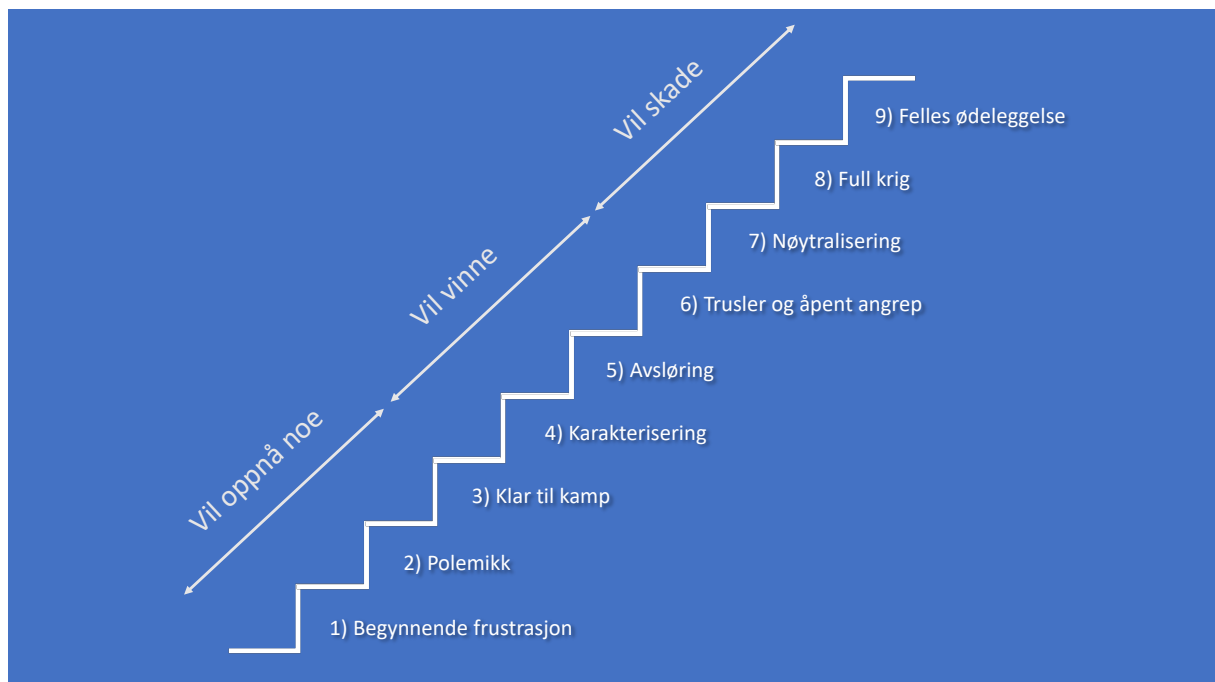 Vil skade
9) Felles ødeleggelse
8) Full krig
Vil vinne
7) Nøytralisering
6) Trusler og åpent angrep
5) Avsløring
Vil oppnå noe
4) Karakterisering
3) Klar til kamp
2) Polemikk
1) Begynnende frustrasjon